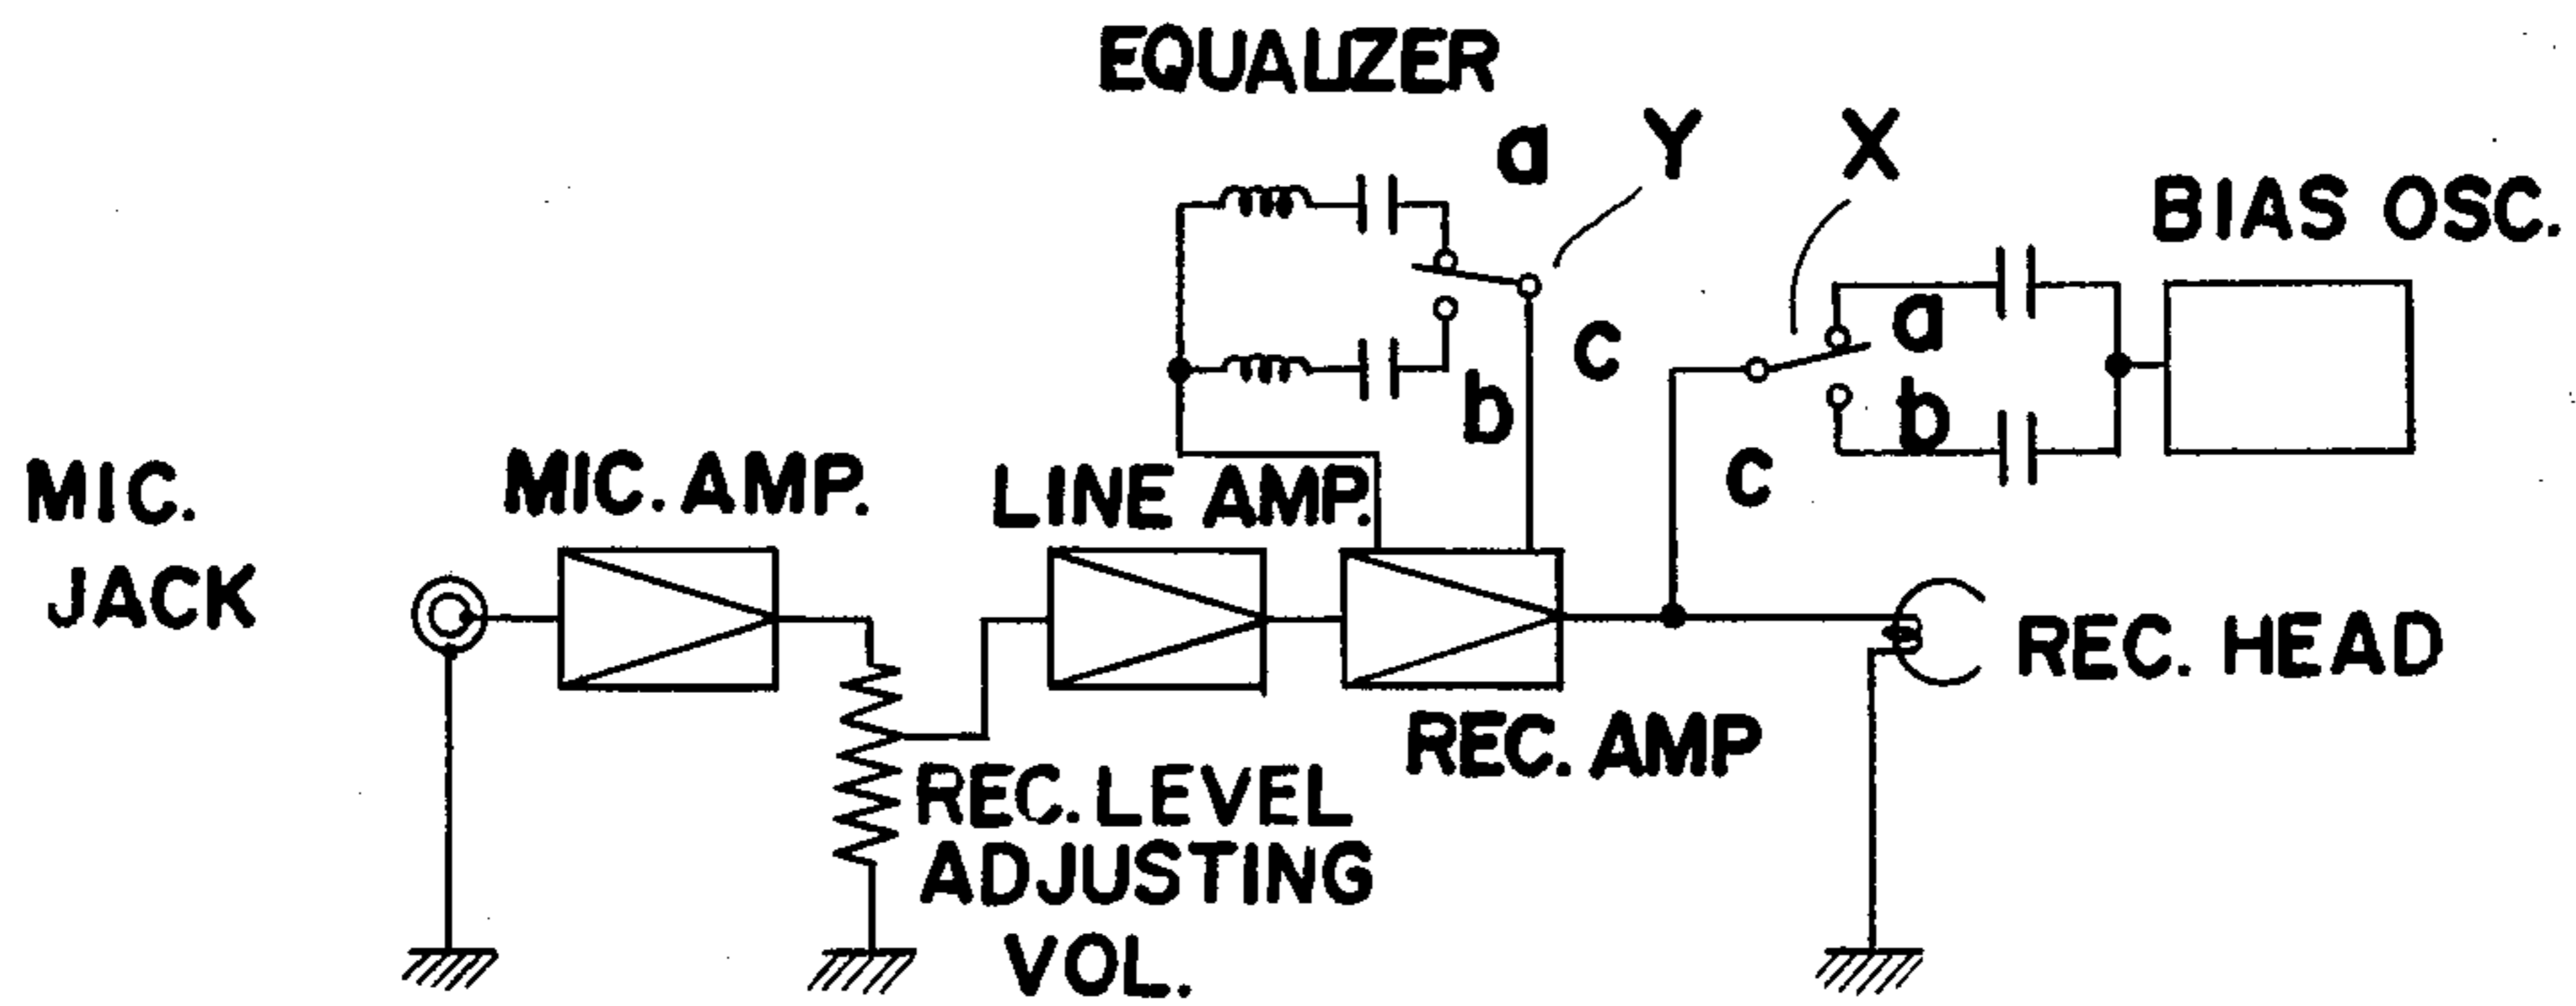 EQUALIZER
a
Y
X
BIAS OSC.
c
a
b
b
c
MIC.
JACK
MIC. AMP.
LINE AMP.
REC. HEAD
REC. AMP
REC. LEVEL
ADJUSTING
VOL.